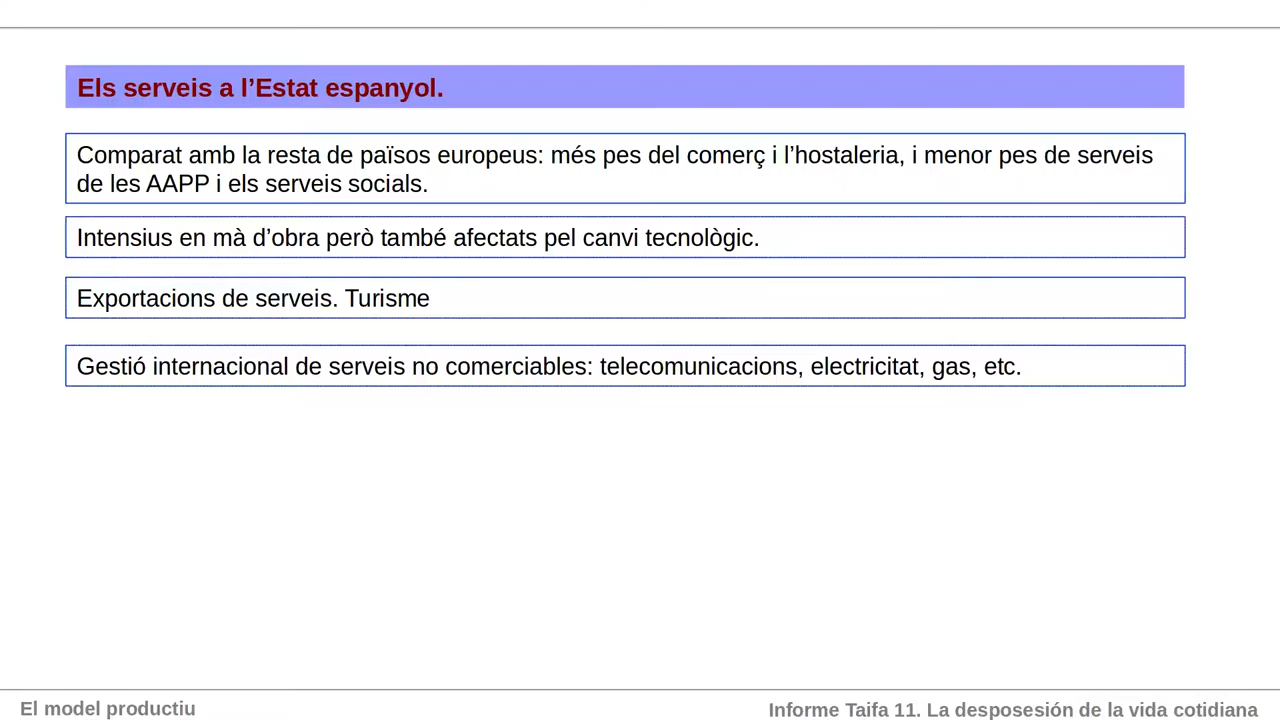 Els serveis a l’Estat espanyol.
Comparat amb la resta de països europeus: més pes del comerç i l’hostaleria, i menor pes de serveis
de les AAPP i els serveis socials.
Intensius en mà d’obra però també afectats pel canvi tecnològic.
Exportacions de serveis. Turisme
Gestió internacional de serveis no comerciables: telecomunicacions, electricitat, gas, etc.
El model productiu
Informe Taifa 11. La desposesión de la vida cotidiana